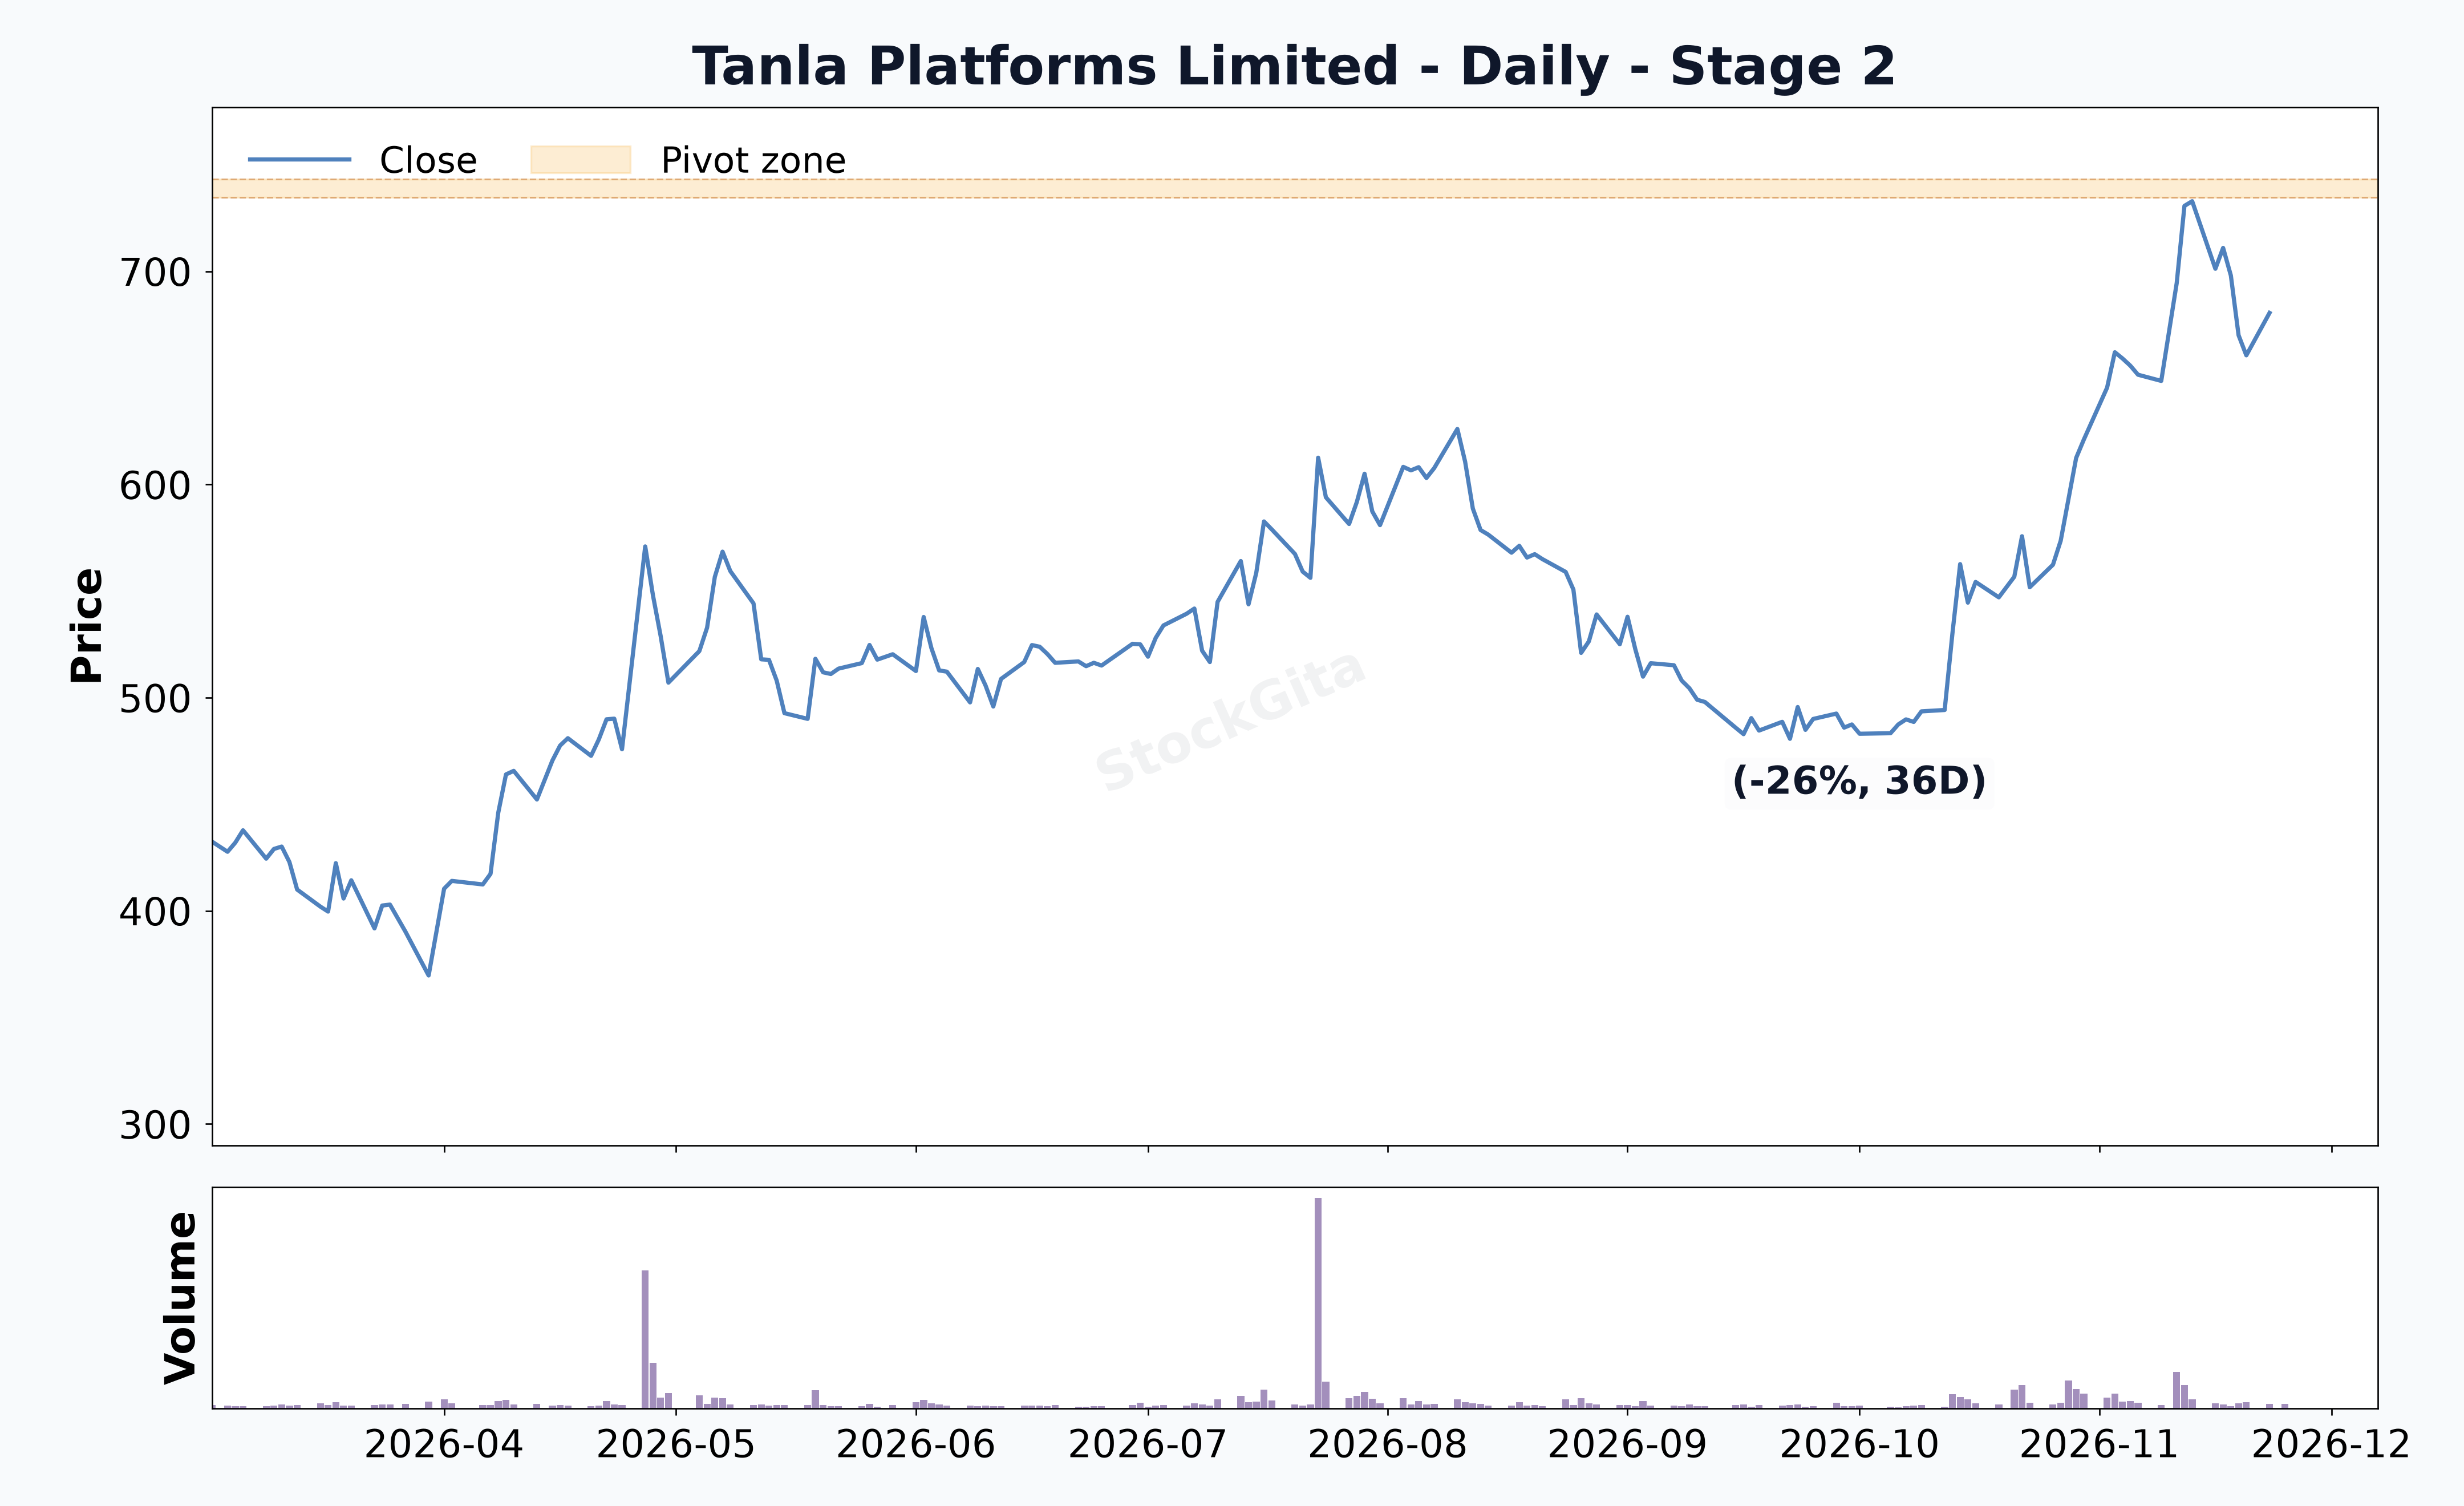 Tanla Platforms Limited - Daily - Stage 2
Close
Pivot zone
700
600
500
400
300
Price
StockGita
(-26%, 36D)
Volume
2026-04
2026-05
2026-06
2026-07
2026-08
2026-09
2026-10
2026-11
2026-12